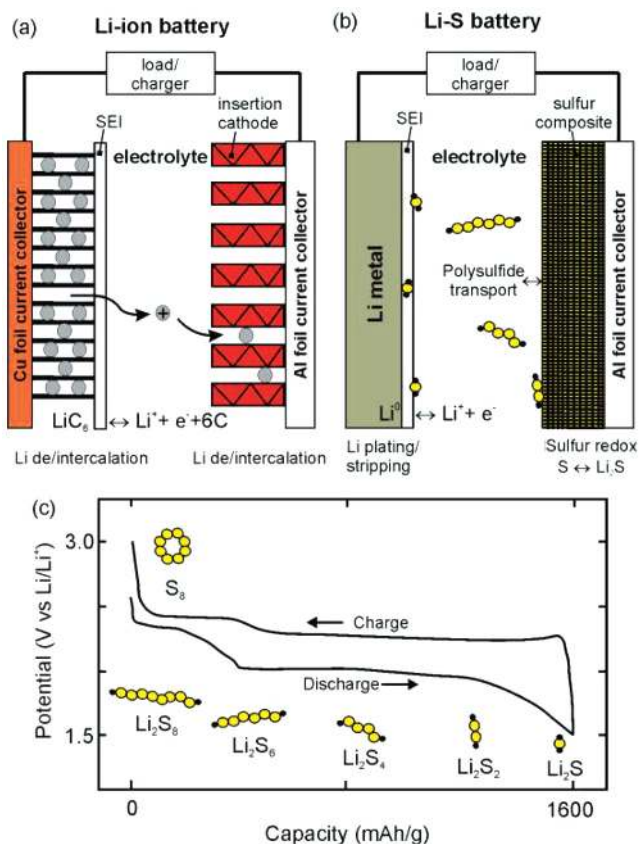 (a) Li-ion battery
load/
charger
SEI
insertion
cathode
electrolyte
Cu foil current collector
Al foil current collector
+
LiC₆ ↔ Li⁺+ e⁻+6C
Li de/intercalation
Li de/intercalation
(b) Li-S battery
load/
charger
SEI
sulfur
composite
electrolyte
Polysulfide
transport
Li metal
Al foil current collector
Li⁰ ↔ Li⁺+ e⁻
Li plating/
stripping
Sulfur redox
S ↔ Li₂S
(c)
Potential (V vs Li/Li⁺)
3.0
1.5
S₈
Charge
Discharge
Li₂S₈
Li₂S₆
Li₂S₄
Li₂S₂
Li₂S
0
1600
Capacity (mAh/g)